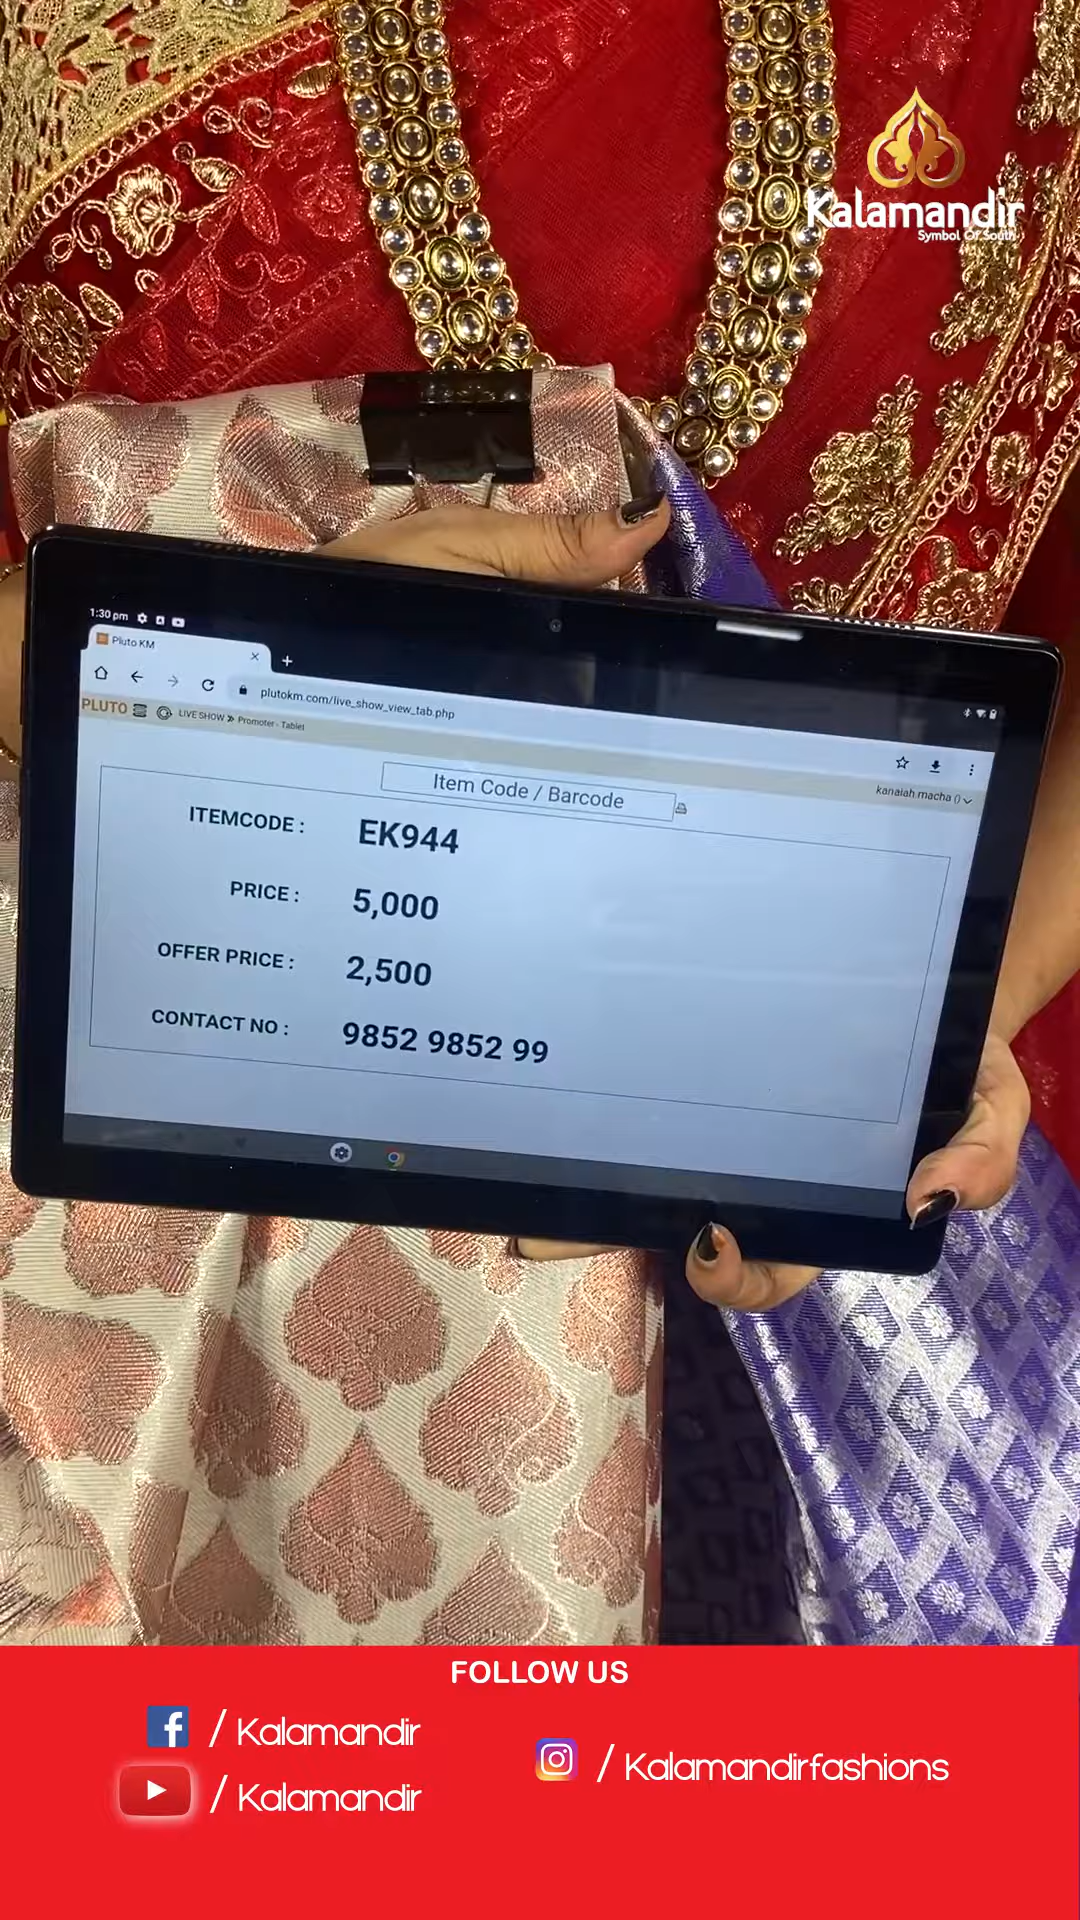 Kalamandir
Symbol Of South
1:30 pm
Pluto KM
plutokm.com/live_show_view_tab.php
PLUTO LIVE SHOW >> Promoter - Tablet
kanaiah.macha ()
Item Code / Barcode
ITEMCODE : EK944
PRICE : 5,000
OFFER PRICE : 2,500
CONTACT NO : 9852 9852 99
FOLLOW US
/ Kalamandir
/ Kalamandirfashions
/ Kalamandir